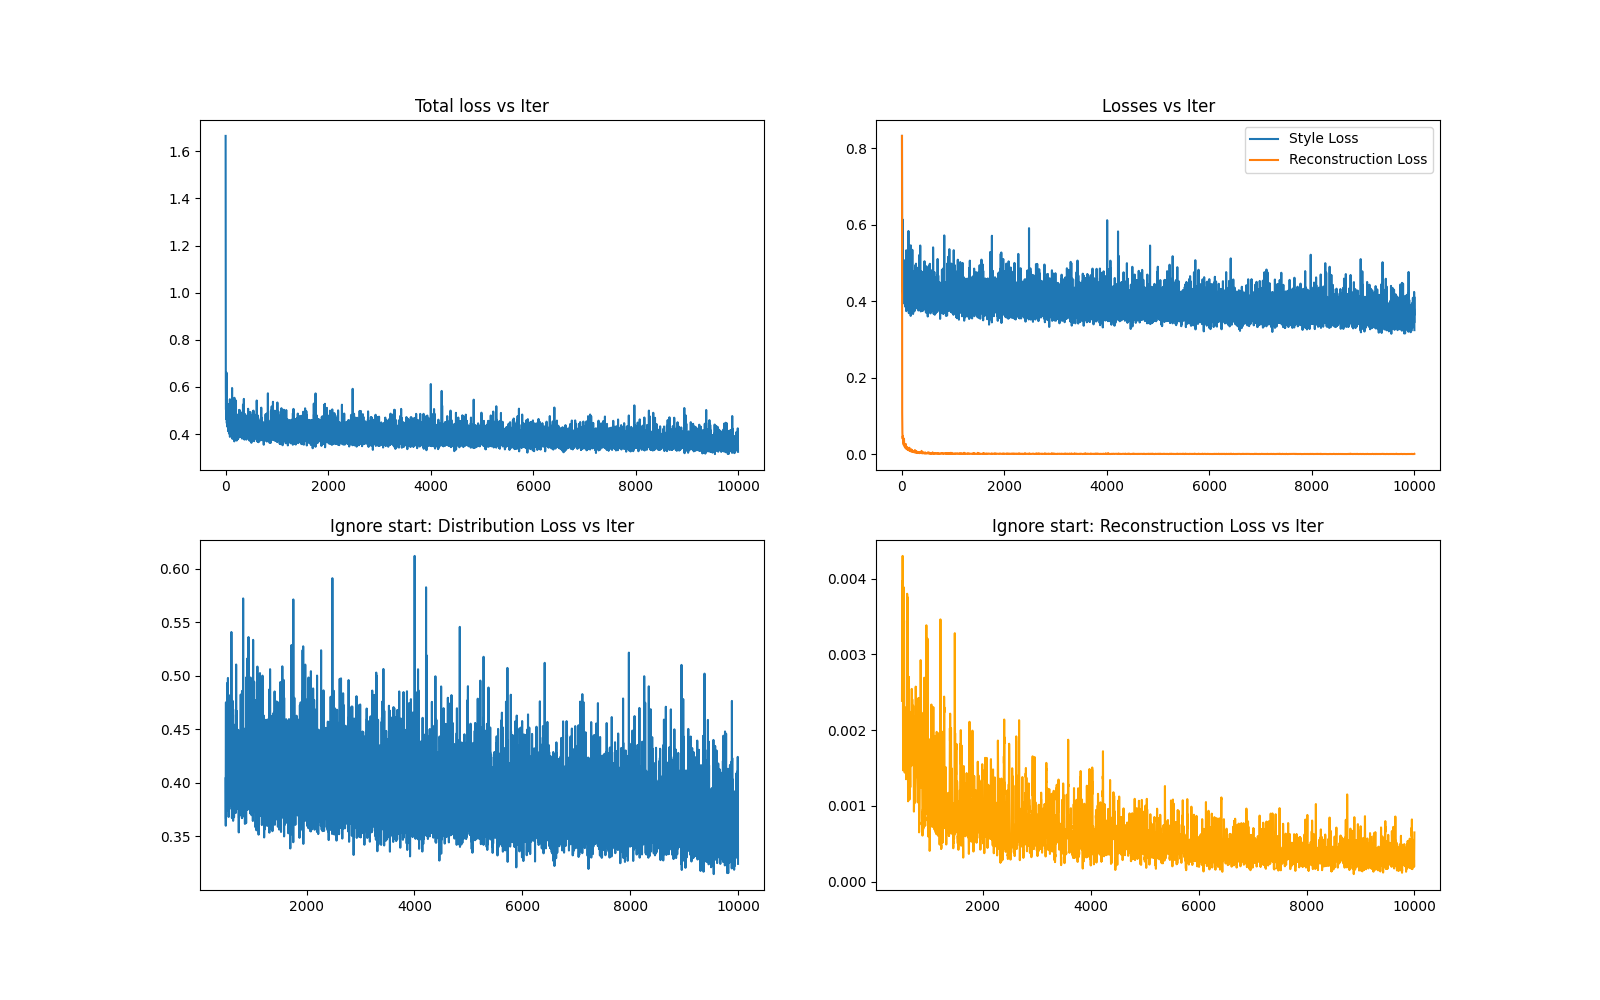 Total loss vs Iter
1.6
1.4
1.2
1.0
0.8
0.6
0.4
0 2000 4000 6000 8000 10000
Losses vs Iter
Style Loss
Reconstruction Loss
0.8
0.6
0.4
0.2
0.0
0 2000 4000 6000 8000 10000
Ignore start: Distribution Loss vs Iter
0.60
0.55
0.50
0.45
0.40
0.35
2000 4000 6000 8000 10000
Ignore start: Reconstruction Loss vs Iter
0.004
0.003
0.002
0.001
0.000
2000 4000 6000 8000 10000